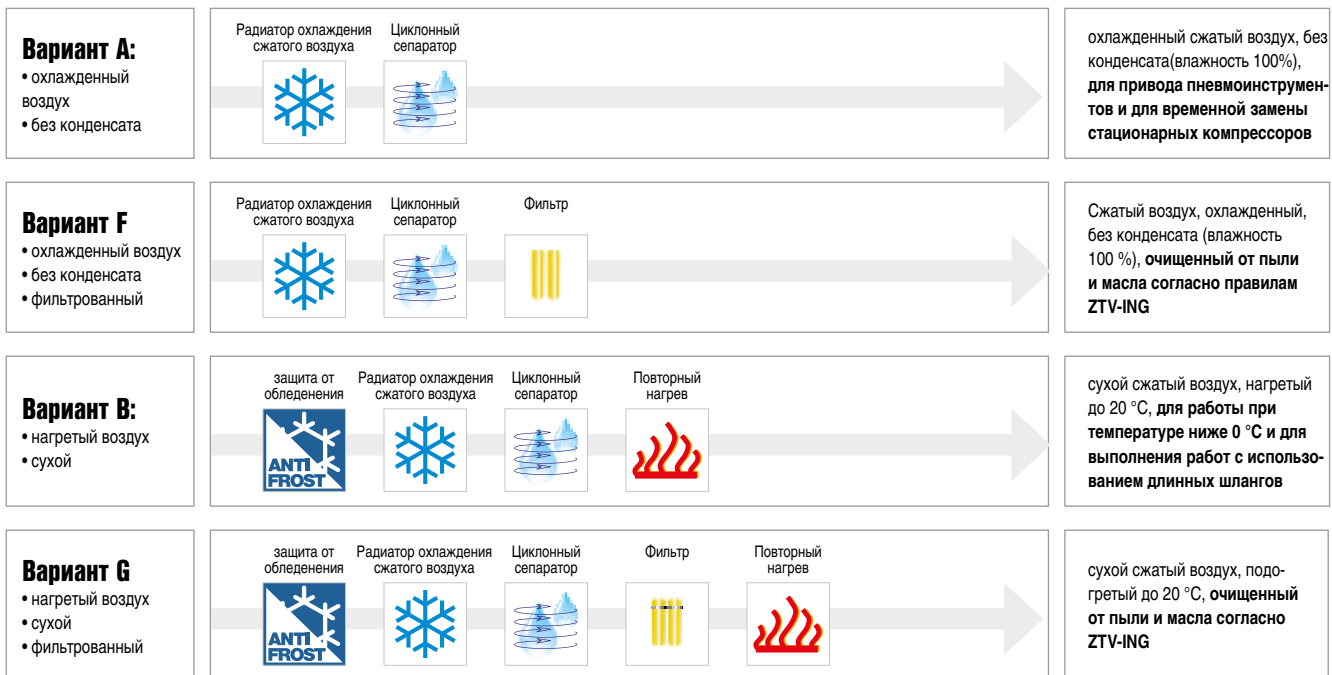 Вариант A:
• охлажденный
воздух
• без конденсата
Радиатор охлаждения
сжатого воздуха
Циклонный
сепаратор
охлажденный сжатый воздух, без
конденсата(влажность 100%),
для привода пневмоинструмен-
тов и для временной замены
стационарных компрессоров
Вариант F
• охлажденный воздух
• без конденсата
• фильтрованный
Радиатор охлаждения
сжатого воздуха
Циклонный
сепаратор
Фильтр
Сжатый воздух, охлажденный,
без конденсата (влажность
100 %), очищенный от пыли
и масла согласно правилам
ZTV-ING
Вариант B:
• нагретый воздух
• сухой
защита от
обледенения
ANTI
FROST
Радиатор охлаждения
сжатого воздуха
Циклонный
сепаратор
Повторный
нагрев
сухой сжатый воздух, нагретый
до 20 °C, для работы при
температуре ниже 0 °C и для
выполнения работ с использо-
ванием длинных шлангов
Вариант G
• нагретый воздух
• сухой
• фильтрованный
защита от
обледенения
ANTI
FROST
Радиатор охлаждения
сжатого воздуха
Циклонный
сепаратор
Фильтр
Повторный
нагрев
сухой сжатый воздух, подо-
гретый до 20 °C, очищенный
от пыли и масла согласно
ZTV-ING